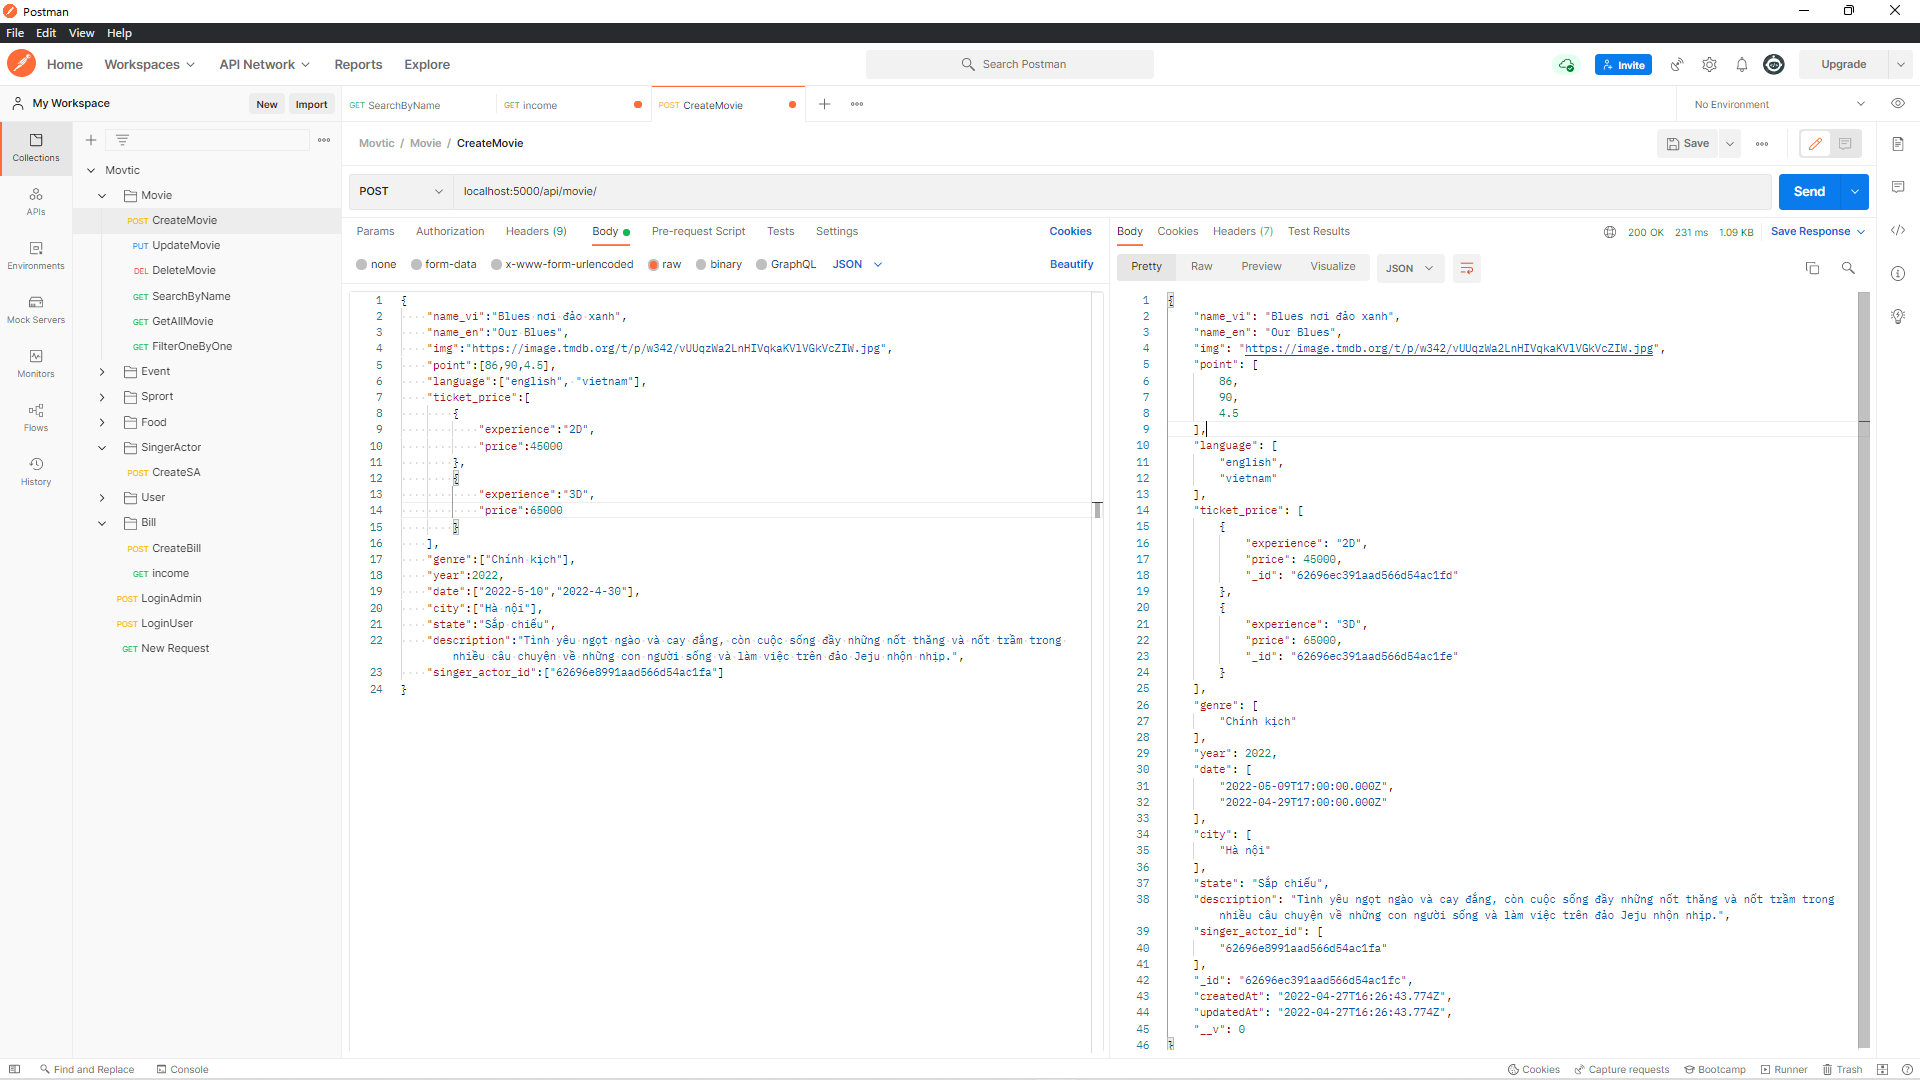 Postman
File Edit View Help
Home Workspaces API Network Reports Explore Search Postman Invite Upgrade
My Workspace New Import GET SearchByName GET income POST CreateMovie No Environment
Movtic / Movie / CreateMovie Save
POST localhost:5000/api/movie/ Send
Collections
APIs
Environments
Mock Servers
Monitors
Flows
History
Movtic
Movie
POST CreateMovie
PUT UpdateMovie
DEL DeleteMovie
GET SearchByName
GET GetAllMovie
GET FilterOneByOne
Event
Sprort
Food
SingerActor
POST CreateSA
User
Bill
POST CreateBill
GET income
POST LoginAdmin
POST LoginUser
GET New Request
Params Authorization Headers (9) Body Pre-request Script Tests Settings Cookies
none form-data x-www-form-urlencoded raw binary GraphQL JSON Beautify
1 {
2 "name_vi":"Blues nơi đảo xanh",
3 "name_en":"Our Blues",
4 "img":"https://image.tmdb.org/t/p/w342/vUUqzWa2LnHIVqkaKVlVGkVcZIW.jpg",
5 "point":[86,90,4.5],
6 "language":["english", "vietnam"],
7 "ticket_price":[
8 {
9 "experience":"2D",
10 "price":45000
11 },
12 {
13 "experience":"3D",
14 "price":65000
15 }
16 ],
17 "genre":["Chính kịch"],
18 "year":2022,
19 "date":["2022-5-10","2022-4-30"],
20 "city":["Hà nội"],
21 "state":"Sắp chiếu",
22 "description":"Tình yêu ngọt ngào và cay đắng, còn cuộc sống đầy những nốt thăng và nốt trầm trong
nhiều câu chuyện về những con người sống và làm việc trên đảo Jeju nhộn nhịp.",
23 "singer_actor_id":["62696e8991aad566d54ac1fa"]
24 }
Body Cookies Headers (7) Test Results 200 OK 231 ms 1.09 KB Save Response
Pretty Raw Preview Visualize JSON
1 {
2 "name_vi": "Blues nơi đảo xanh",
3 "name_en": "Our Blues",
4 "img": "https://image.tmdb.org/t/p/w342/vUUqzWa2LnHIVqkaKVlVGkVcZIW.jpg",
5 "point": [
6 86,
7 90,
8 4.5
9 ],
10 "language": [
11 "english",
12 "vietnam"
13 ],
14 "ticket_price": [
15 {
16 "experience": "2D",
17 "price": 45000,
18 "_id": "62696ec391aad566d54ac1fd"
19 },
20 {
21 "experience": "3D",
22 "price": 65000,
23 "_id": "62696ec391aad566d54ac1fe"
24 }
25 ],
26 "genre": [
27 "Chính kịch"
28 ],
29 "year": 2022,
30 "date": [
31 "2022-05-09T17:00:00.000Z",
32 "2022-04-29T17:00:00.000Z"
33 ],
34 "city": [
35 "Hà nội"
36 ],
37 "state": "Sắp chiếu",
38 "description": "Tình yêu ngọt ngào và cay đắng, còn cuộc sống đầy những nốt thăng và nốt trầm trong
nhiều câu chuyện về những con người sống và làm việc trên đảo Jeju nhộn nhịp.",
39 "singer_actor_id": [
40 "62696e8991aad566d54ac1fa"
41 ],
42 "_id": "62696ec391aad566d54ac1fc",
43 "createdAt": "2022-04-27T16:26:43.774Z",
44 "updatedAt": "2022-04-27T16:26:43.774Z",
45 "__v": 0
46 }
Find and Replace Console Cookies Capture requests Bootcamp Runner Trash